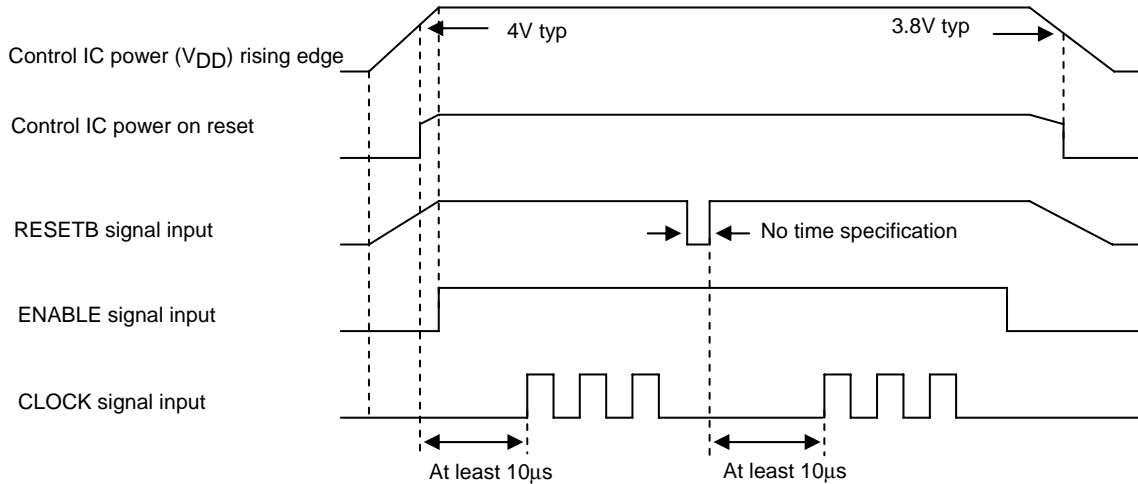 4V typ
3.8V typ
Control IC power (VDD) rising edge
Control IC power on reset
RESETB signal input
No time specification
ENABLE signal input
CLOCK signal input
At least 10μs
At least 10μs